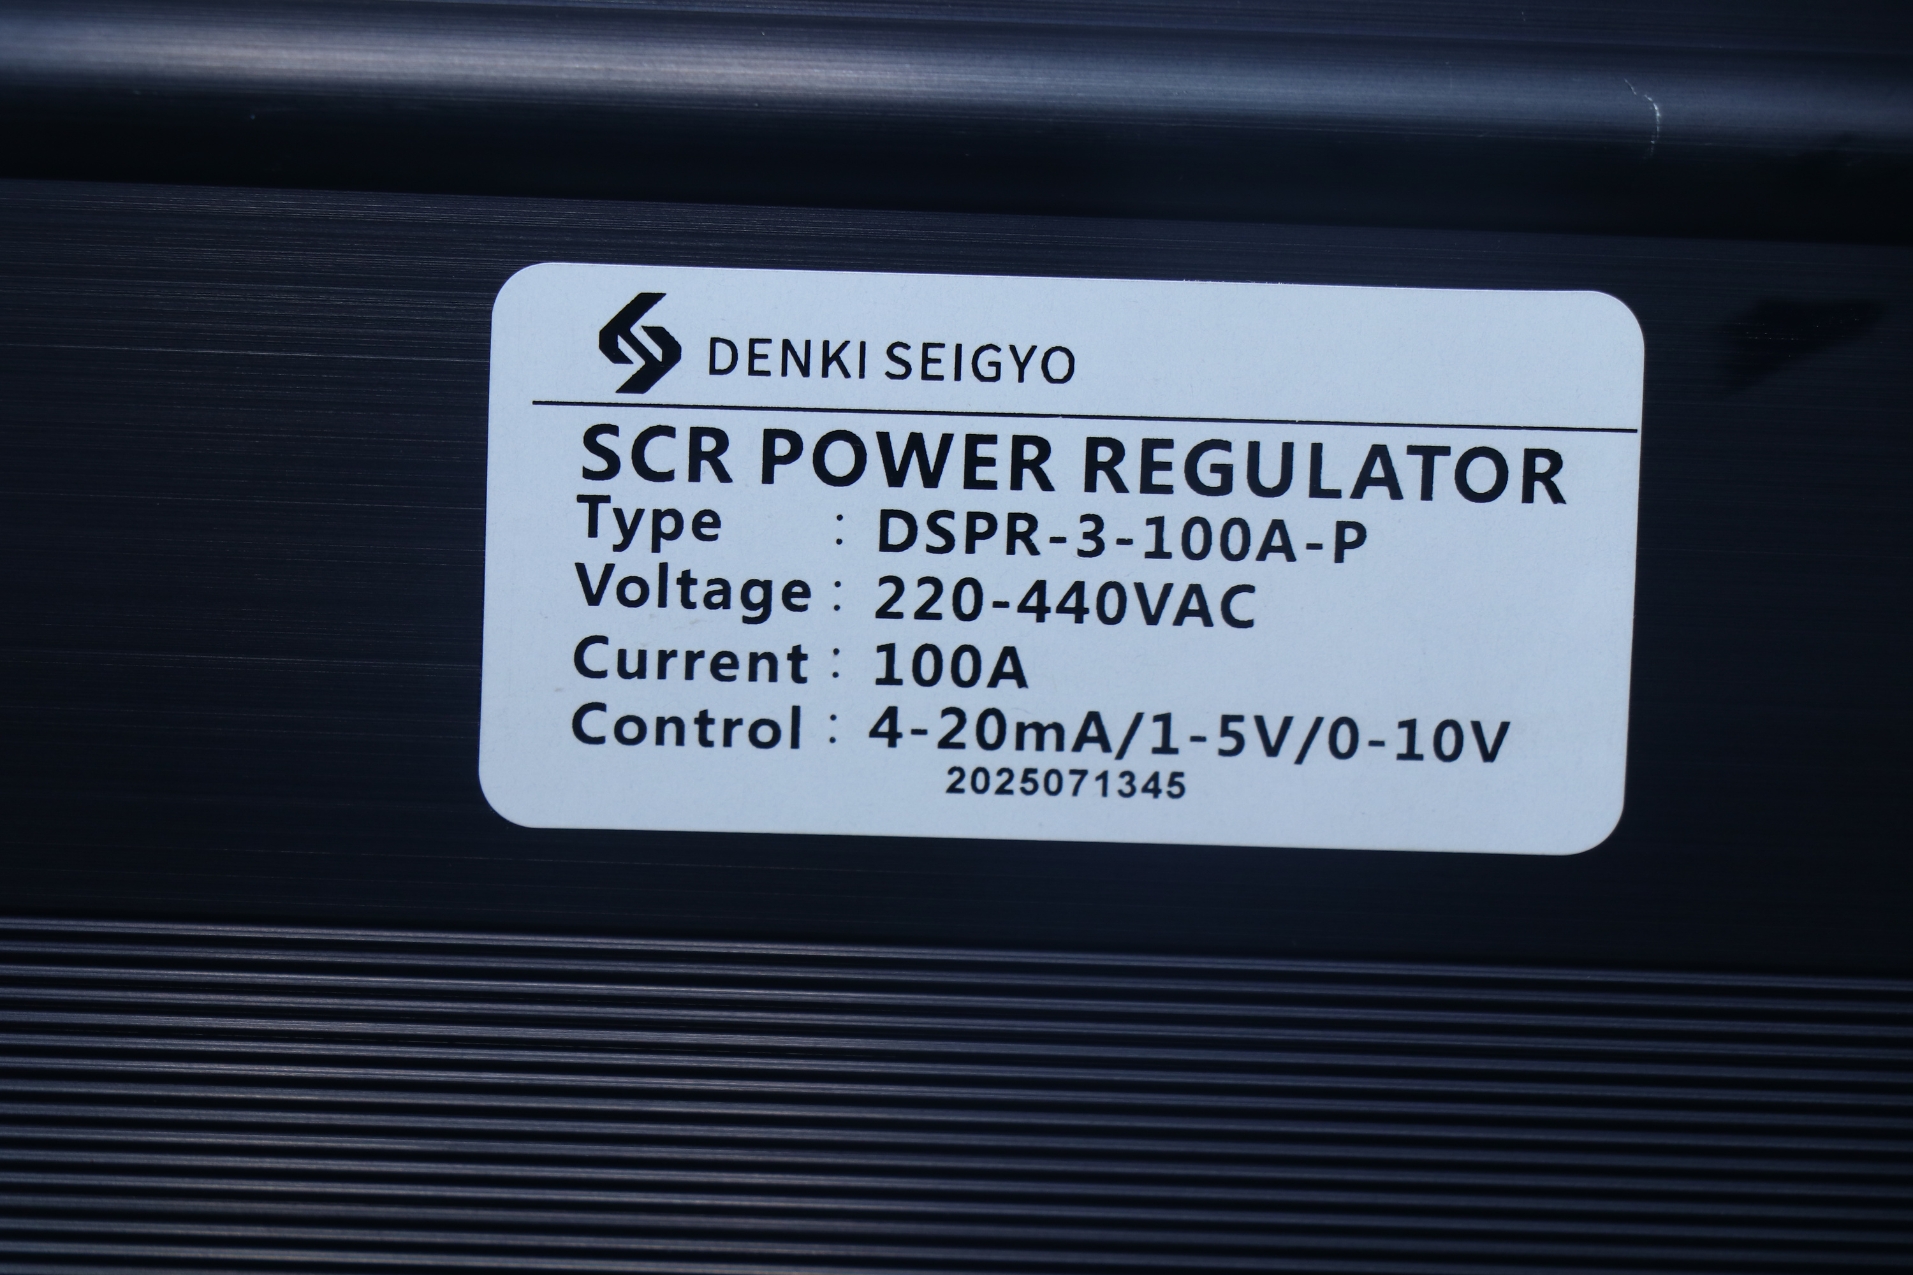 DENKI SEIGYO
SCR POWER REGULATOR
Type : DSPR-3-100A-P
Voltage : 220-440VAC
Current : 100A
Control : 4-20mA/1-5V/0-10V
2025071345